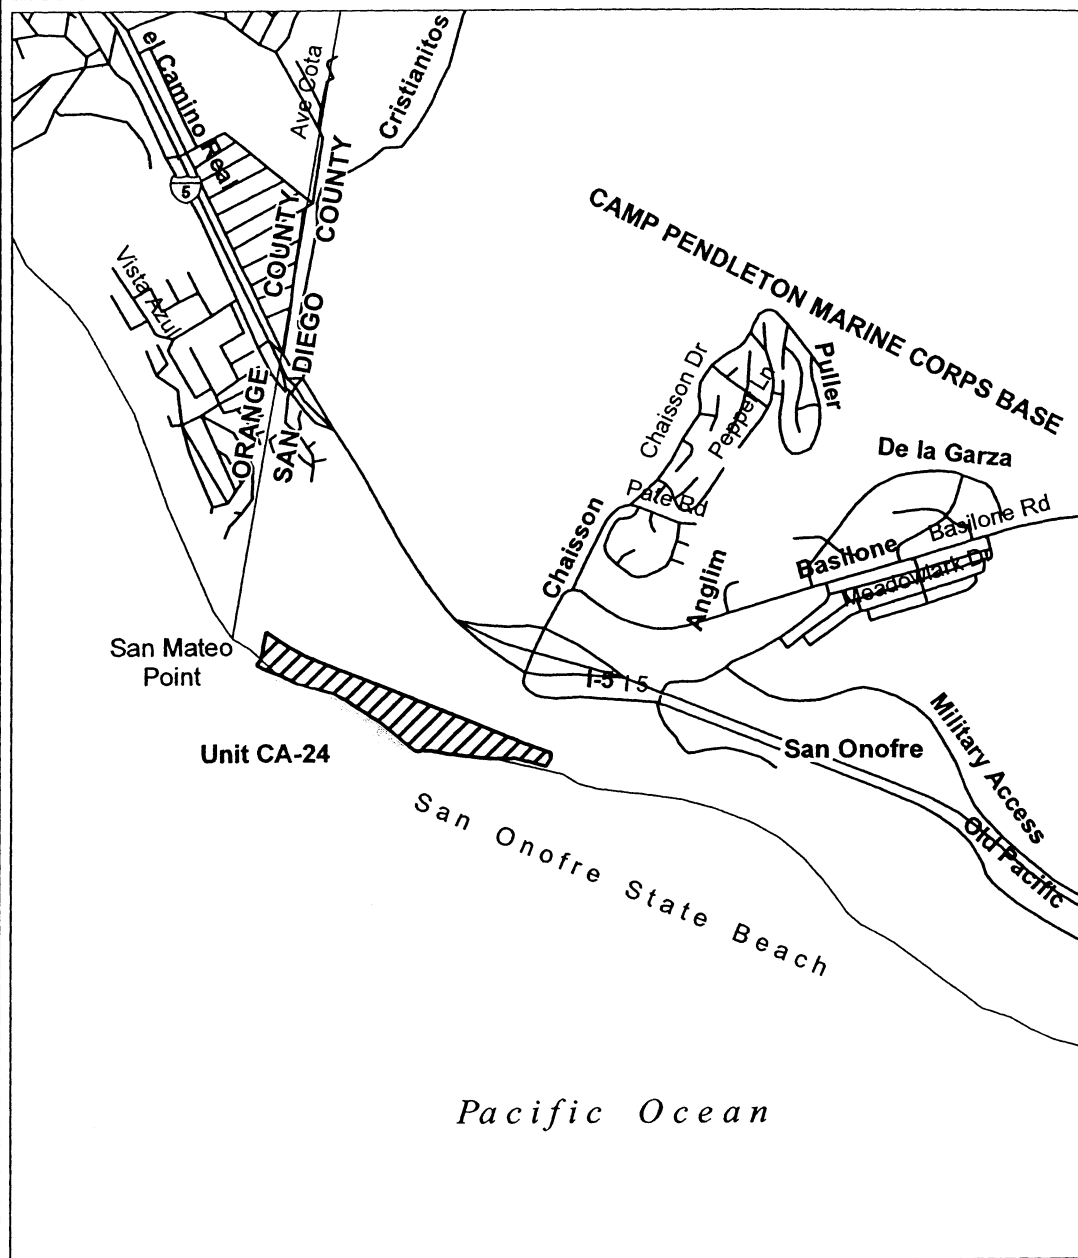 el Camino Real
Ave Cota
Cristianitos
5
COUNTY
COUNTY
CAMP PENDLETON MARINE CORPS BASE
Vista Azul
ORANGE
SAN DIEGO
Chaisson Dr
Pepper Ln
Puller
De la Garza
Pate Rd
Basilone Rd
Chaisson
Basilone
Meadowlark Dr
Anglim
San Mateo
Point
I-5 I 5
Military Access
San Onofre
Unit CA-24
Old Pacific
San Onofre State Beach
Pacific Ocean